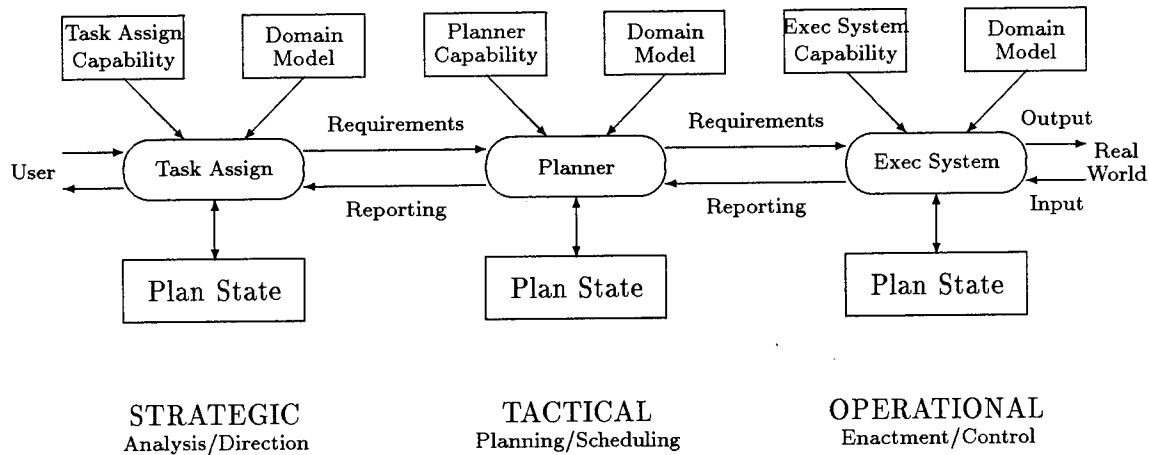 Task Assign
Capability
Domain
Model
Planner
Capability
Domain
Model
Exec System
Capability
Domain
Model
Requirements
Requirements
Output
User
Task Assign
Planner
Exec System
Real
World
Reporting
Reporting
Input
Plan State
Plan State
Plan State
STRATEGIC
Analysis/Direction
TACTICAL
Planning/Scheduling
OPERATIONAL
Enactment/Control